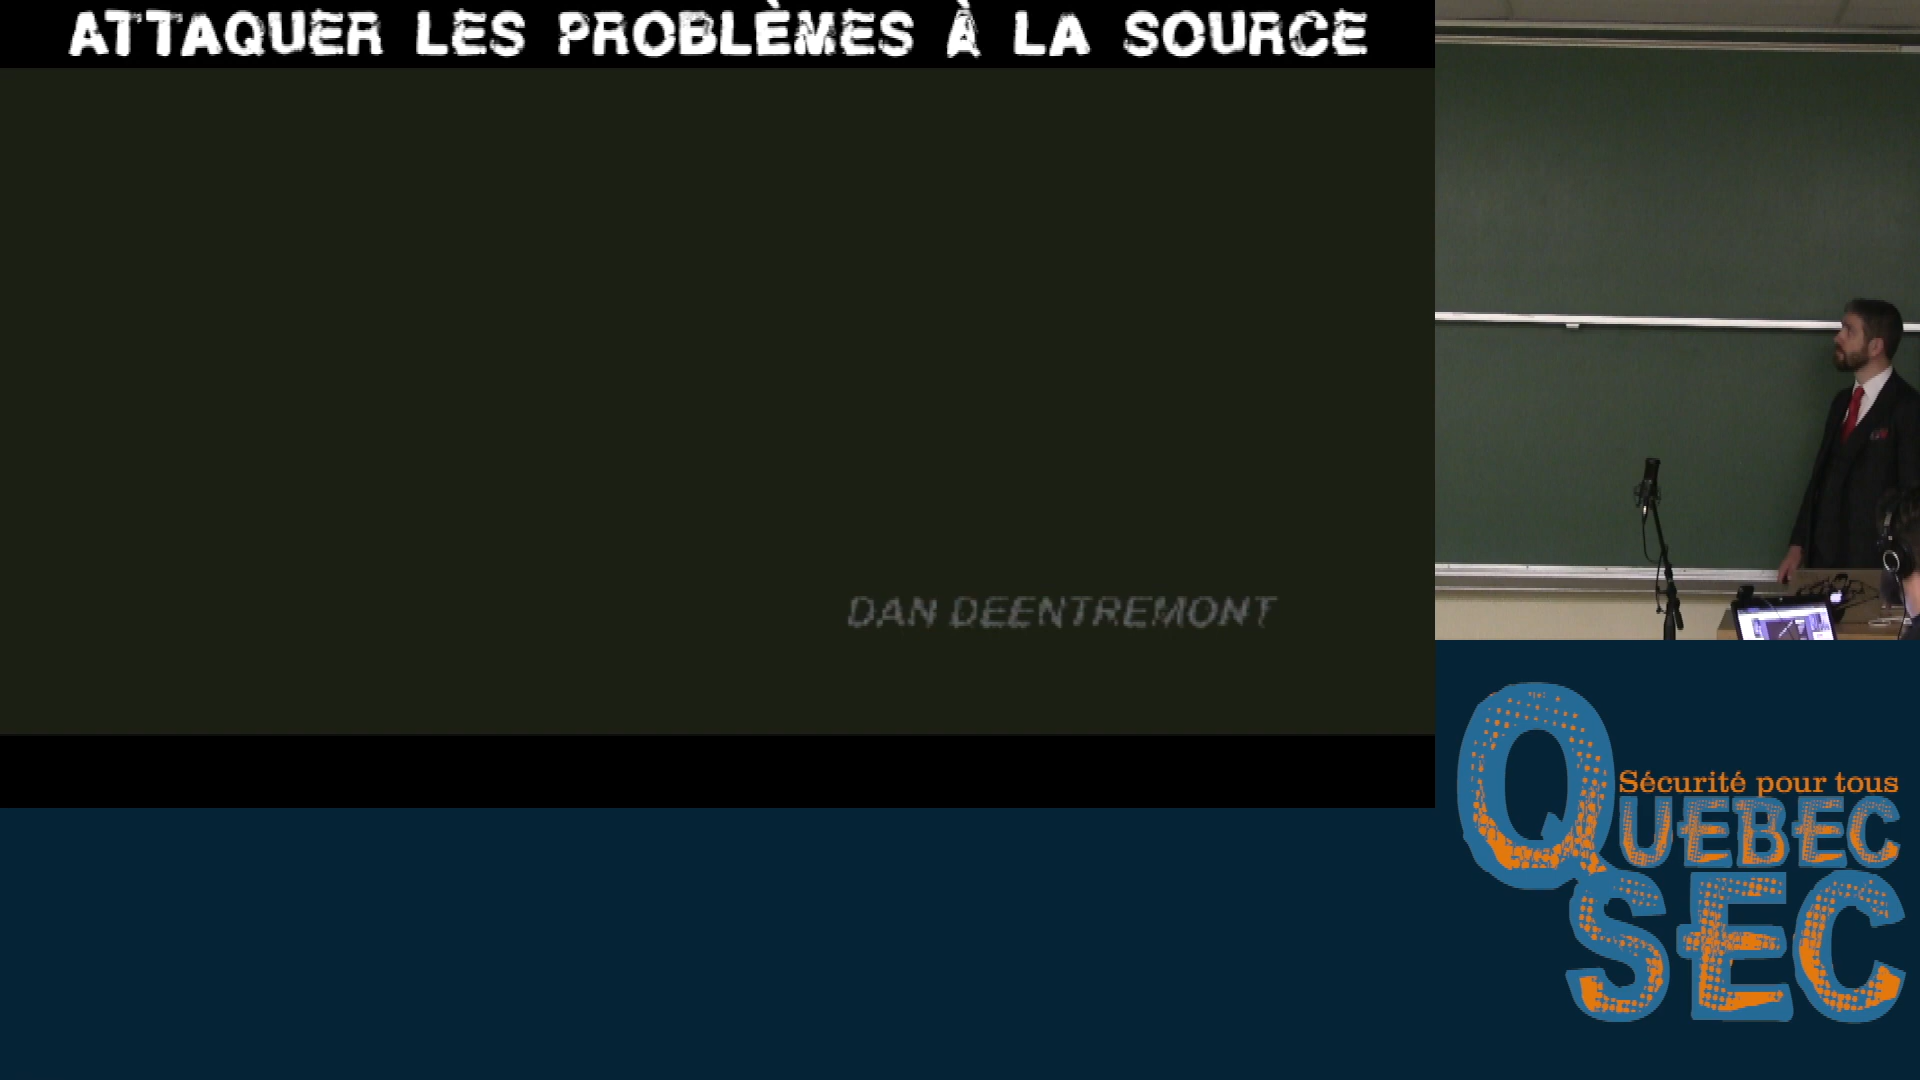 ATTAQUER LES PROBLÈMES À LA SOURCE
DAN DEENTREMONT
Sécurité pour tous
QUEBEC
SEC